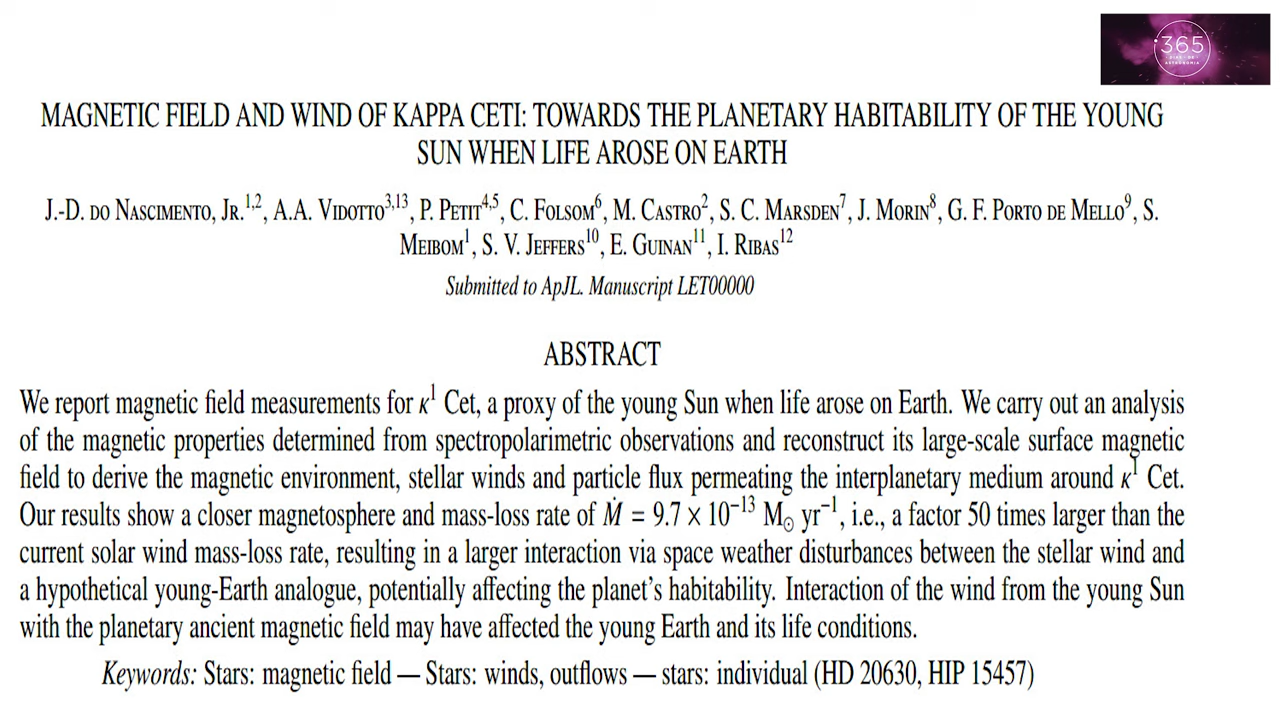 365
DIAS DE
ASTRONOMIA
MAGNETIC FIELD AND WIND OF KAPPA CETI: TOWARDS THE PLANETARY HABITABILITY OF THE YOUNG
SUN WHEN LIFE AROSE ON EARTH
J.-D. DO NASCIMENTO, JR.1,2, A.A. VIDOTTO3,13, P. PETIT4,5, C. FOLSOM6, M. CASTRO2, S. C. MARSDEN7, J. MORIN8, G. F. PORTO DE MELLO9, S.
MEIBOM1, S. V. JEFFERS10, E. GUINAN11, I. RIBAS12
Submitted to ApJL. Manuscript LET00000
ABSTRACT
We report magnetic field measurements for κ1 Cet, a proxy of the young Sun when life arose on Earth. We carry out an analysis
of the magnetic properties determined from spectropolarimetric observations and reconstruct its large-scale surface magnetic
field to derive the magnetic environment, stellar winds and particle flux permeating the interplanetary medium around κ1 Cet.
Our results show a closer magnetosphere and mass-loss rate of Ṁ = 9.7 × 10−13 M⊙ yr−1, i.e., a factor 50 times larger than the
current solar wind mass-loss rate, resulting in a larger interaction via space weather disturbances between the stellar wind and
a hypothetical young-Earth analogue, potentially affecting the planet's habitability. Interaction of the wind from the young Sun
with the planetary ancient magnetic field may have affected the young Earth and its life conditions.
Keywords: Stars: magnetic field — Stars: winds, outflows — stars: individual (HD 20630, HIP 15457)